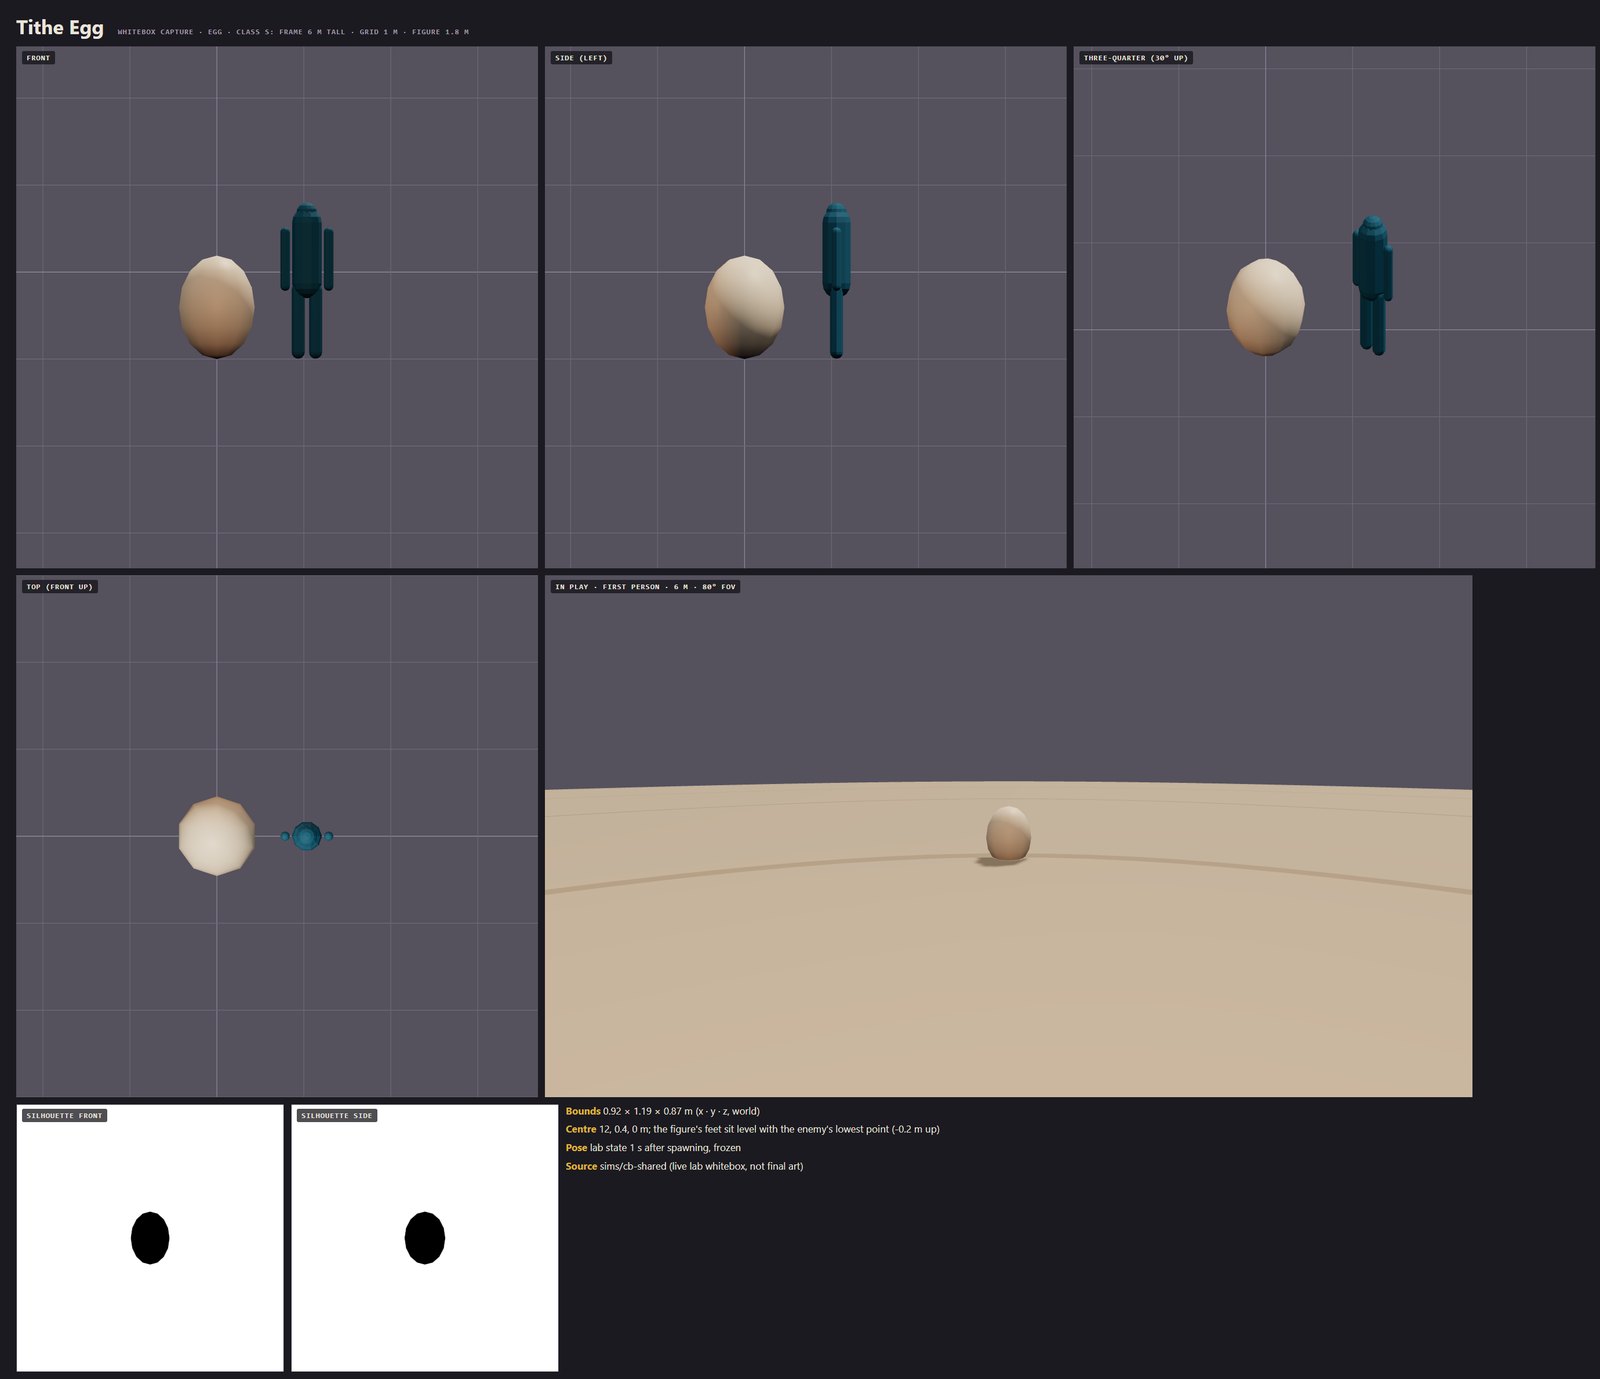 Tithe Egg
WHITEBOX CAPTURE · EGG · CLASS S: FRAME 6 M TALL · GRID 1 M · FIGURE 1.8 M
FRONT
SIDE (LEFT)
THREE-QUARTER (30° UP)
TOP (FRONT UP)
IN PLAY · FIRST PERSON · 6 M · 80° FOV
SILHOUETTE FRONT
SILHOUETTE SIDE
Bounds 0.92 × 1.19 × 0.87 m (x · y · z, world)
Centre 12, 0.4, 0 m; the figure's feet sit level with the enemy's lowest point (-0.2 m up)
Pose lab state 1 s after spawning, frozen
Source sims/cb-shared (live lab whitebox, not final art)